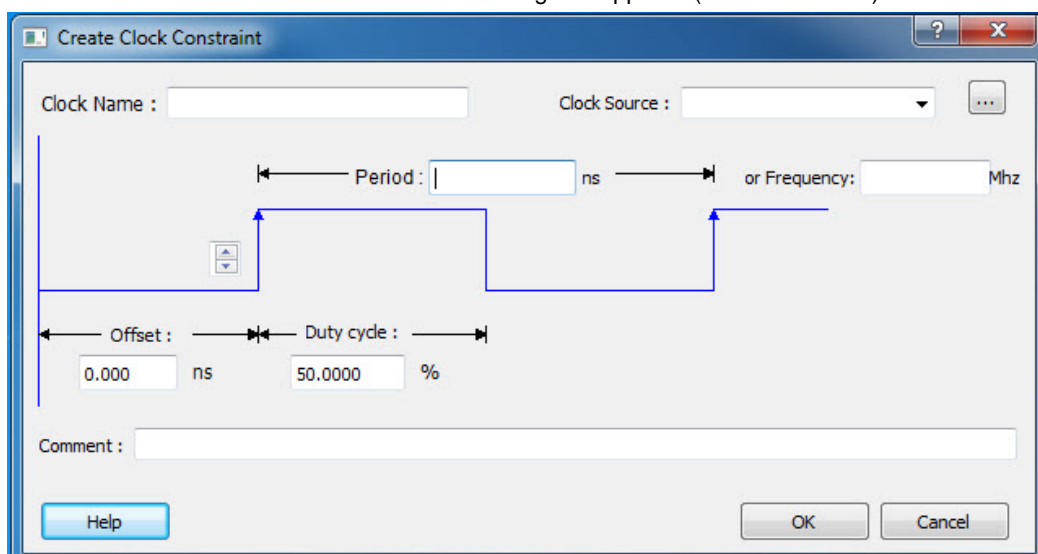 Create Clock Constraint
Clock Name :
Clock Source :
...
Period :
ns
or Frequency:
Mhz
Offset :
Duty cycle :
0.000
ns
50.0000
%
Comment :
Help
OK
Cancel